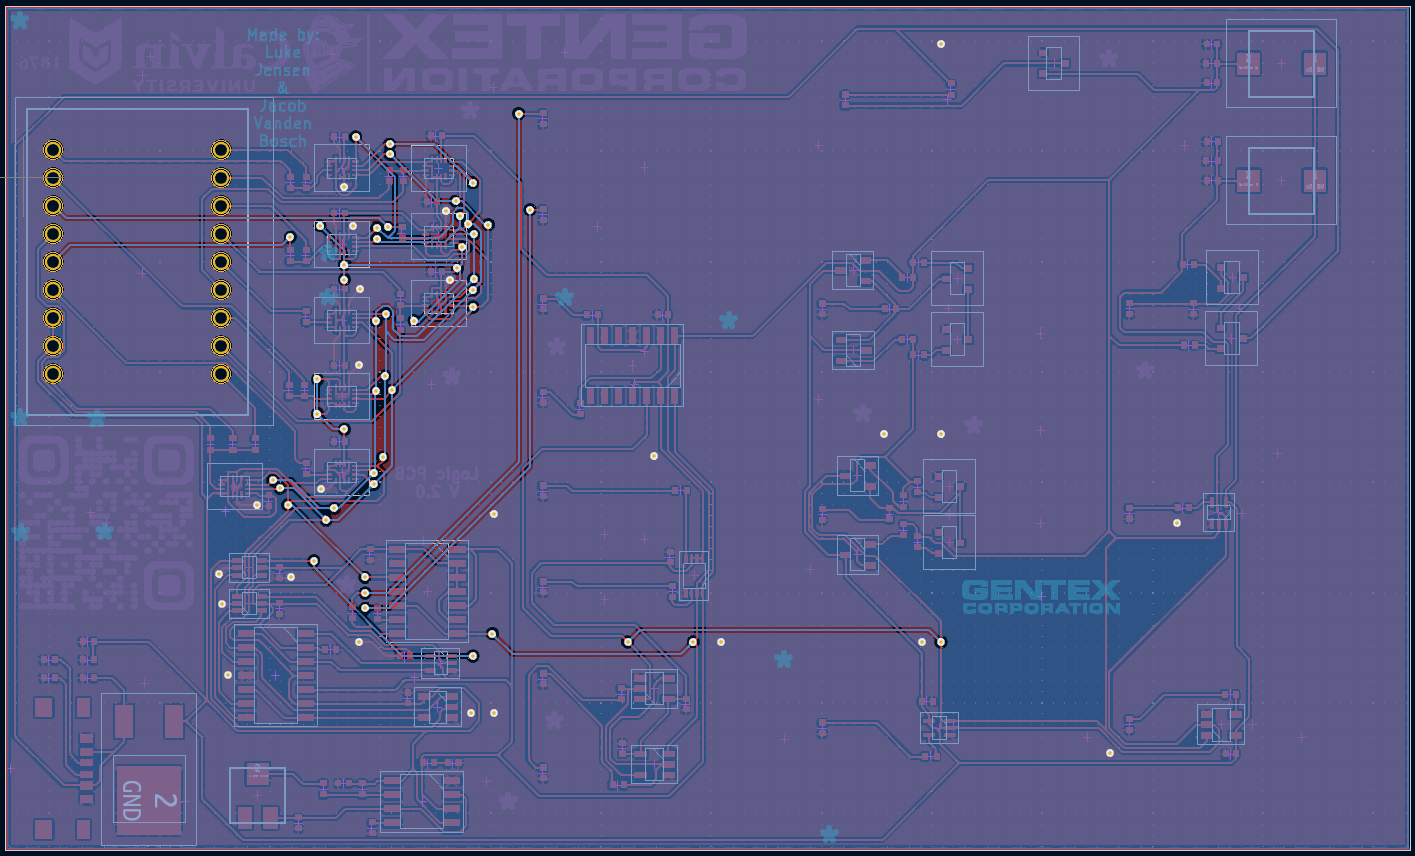 Made by:
Luke
Jensen
&
Jacob
Vanden
Bosch
GENTEX
CORPORATION
Calvin
UNIVERSITY
1876
Logic PCB
V 2.0
GENTEX
CORPORATION
2
GND